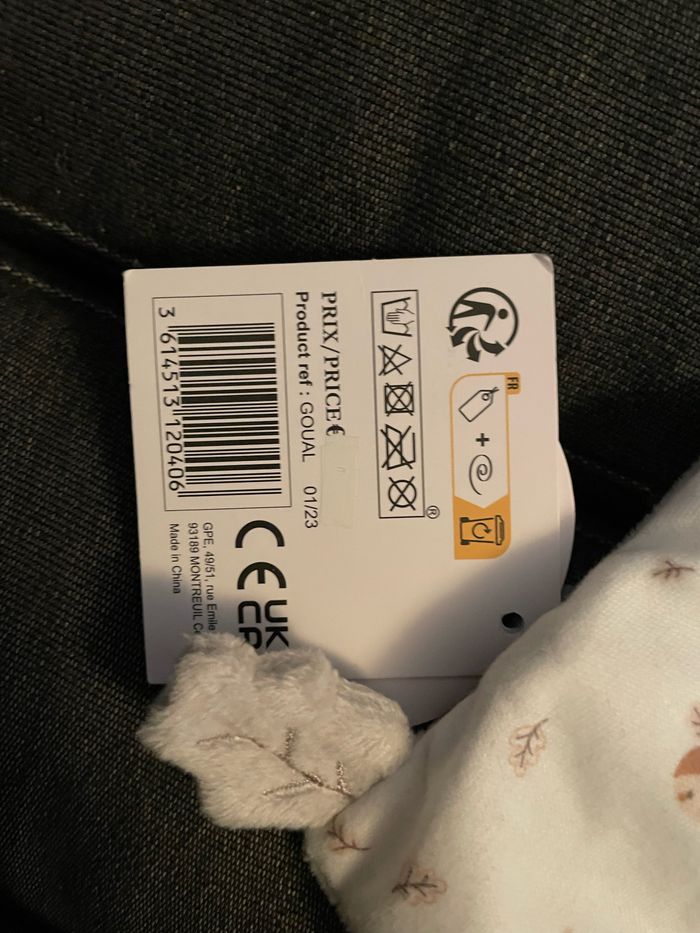 FR
+
®
PRIX/PRICE €
Product ref : GOUAL 01/23
3 614513 120406
CE
UK
GPE, 49/51, rue Emile
93189 MONTREUIL
Made in China